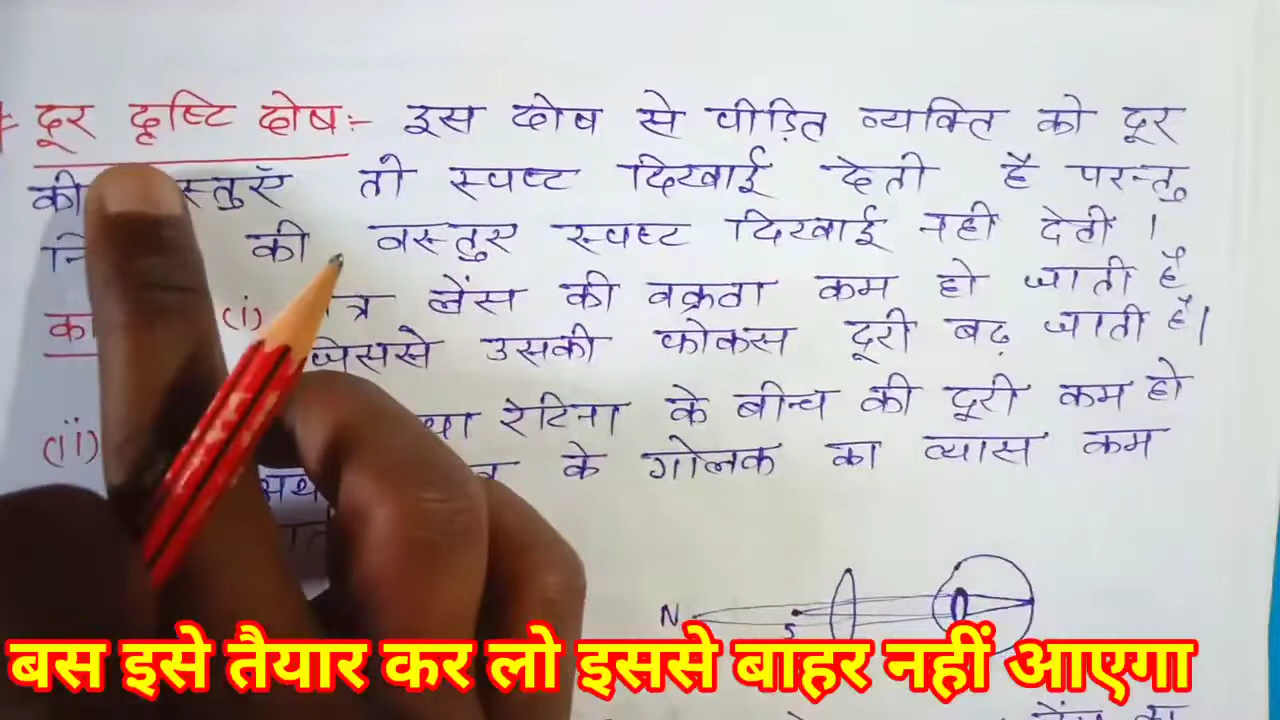 दूर दृष्टि दोष:- इस दोष से पीड़ित व्यक्ति को दूर
की स्तुएँ तो स्पष्ट दिखाई देती है परन्तु
नि की वस्तुए स्पष्ट दिखाई नही देती ।
का (i) त्र लेंस की वक्रता कम हो जाती है
जिससे उसकी फोकस दूरी बढ़ जाती है।
(ii) था रेटिना के बीच की दूरी कम हो
अथ के गोलक का व्यास कम
N
S
बस इसे तैयार कर लो इससे बाहर नहीं आएगा